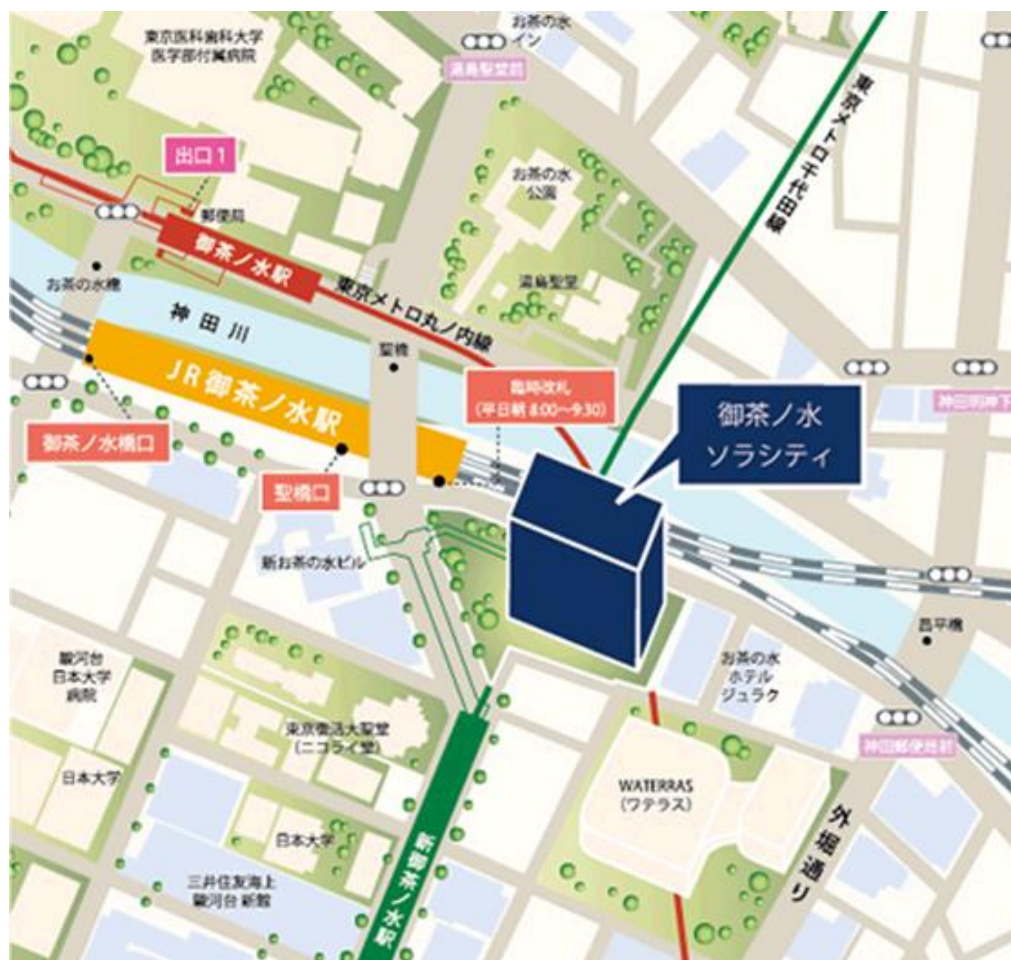 東京医科歯科大学
医学部付属病院
お茶の水
イン
湯島聖堂前
出口1
郵便局
お茶の水
公園
東京メトロ千代田線
御茶ノ水駅
お茶の水橋
東京メトロ丸ノ内線
湯島聖堂
神田川
聖橋
JR御茶ノ水駅
臨時改札
(平日朝 8:00〜9:30)
御茶ノ水
ソラシティ
神田明神下
御茶ノ水橋口
聖橋口
新お茶の水ビル
昌平橋
駿河台
日本大学
病院
お茶の水
ホテル
ジュラク
東京復活大聖堂
(ニコライ堂)
神田郵便局前
日本大学
WATERRAS
(ワテラス)
日本大学
外堀通り
新御茶ノ水駅
三井住友海上
駿河台新館